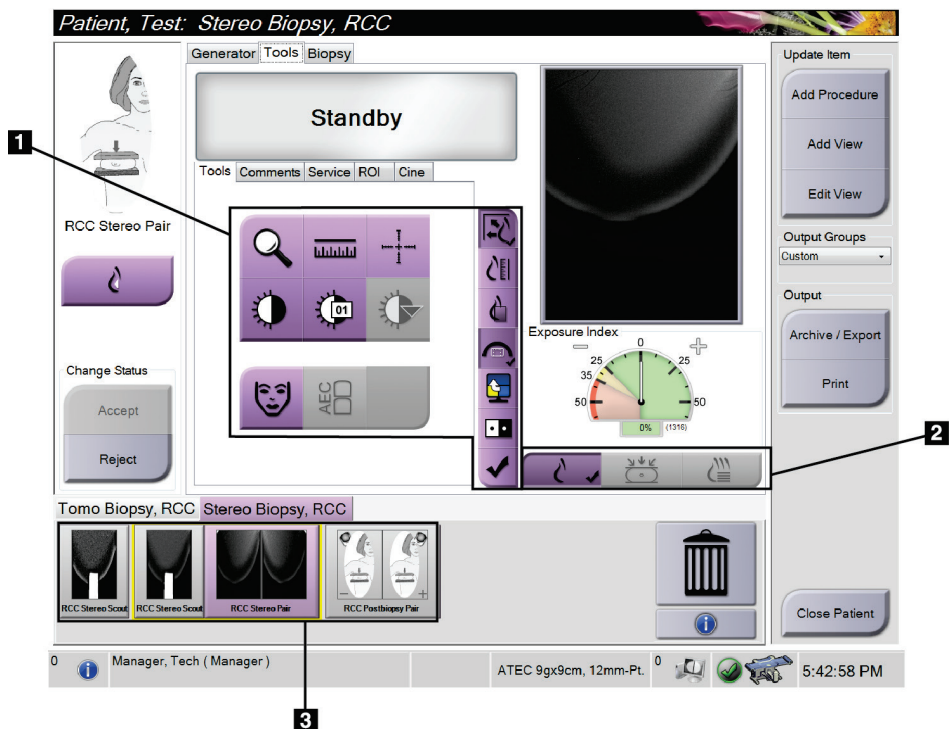 Patient, Test: Stereo Biopsy, RCC
Generator Tools Biopsy
Update Item
Standby
Add Procedure
Add View
Edit View
1
Tools Comments Service ROI Cine
RCC Stereo Pair
01
Output Groups
Custom
Output
Archive / Export
Print
Exposure Index
0
25 25
35
50 50
0% (1316)
Change Status
Accept
Reject
AEC
2
Tomo Biopsy, RCC Stereo Biopsy, RCC
RCC Stereo Scout RCC Stereo Scout RCC Stereo Pair RCC Postbiopsy Pair
Close Patient
0 Manager, Tech ( Manager ) ATEC 9gx9cm, 12mm-Pt. 0 5:42:58 PM
3